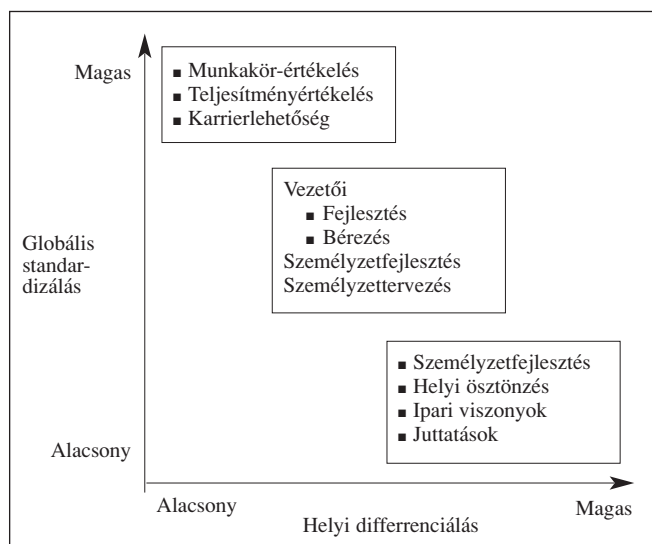 Magas
■ Munkakör-értékelés
■ Teljesítményértékelés
■ Karrierlehetőség
Vezetői
■ Fejlesztés
■ Bérezés
Személyzetfejlesztés
Személyzettervezés
Globális
standar-
dizálás
■ Személyzetfejlesztés
■ Helyi ösztönzés
■ Ipari viszonyok
■ Juttatások
Alacsony
Alacsony
Magas
Helyi differrenciálás